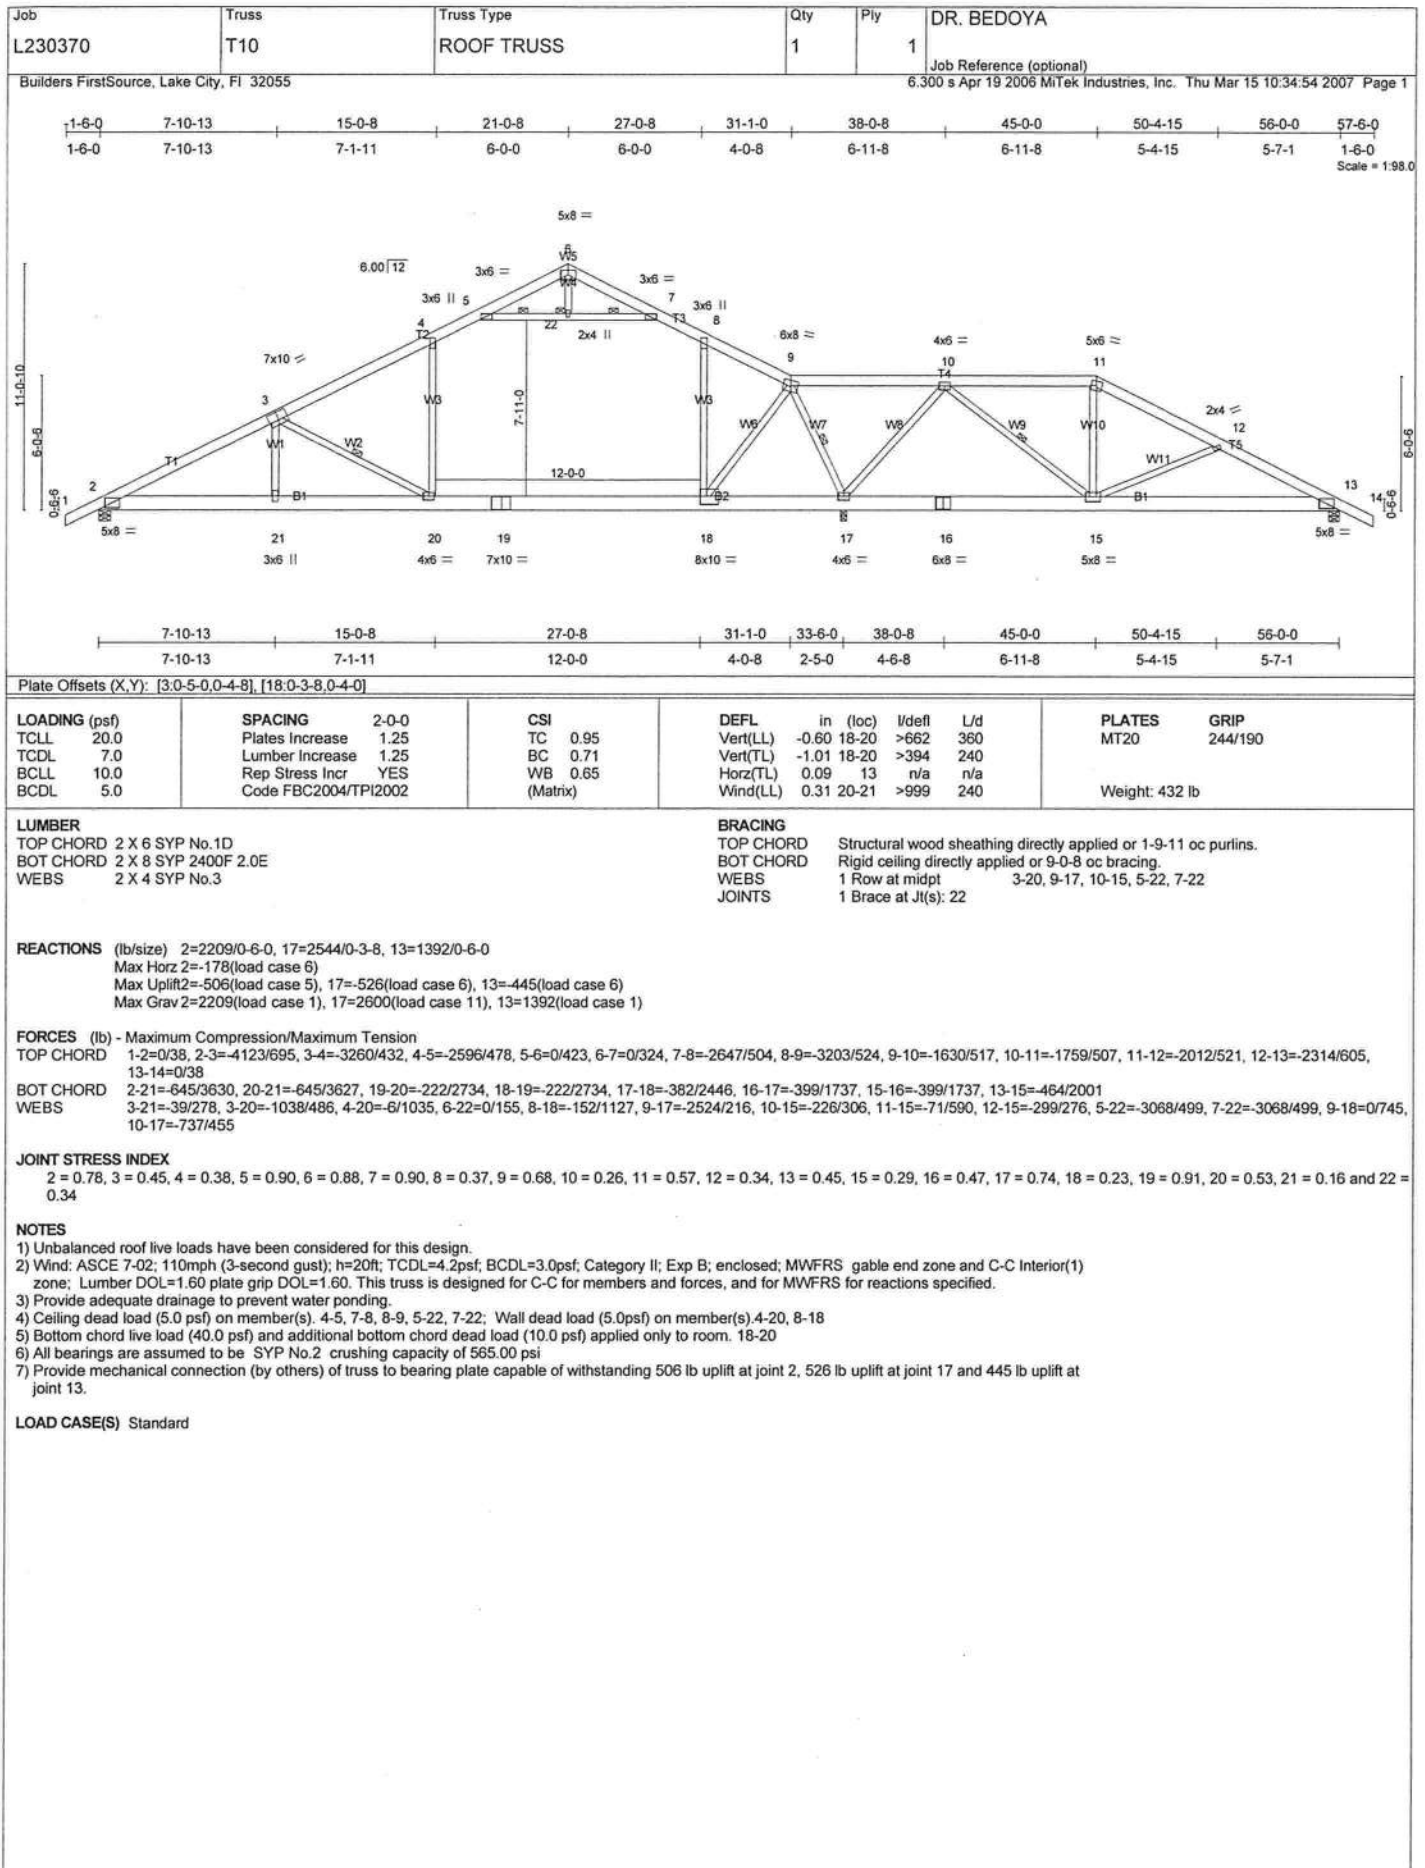 Job Truss Truss Type Qty Ply DR. BEDOYA
L230370 T10 ROOF TRUSS 1 1
Job Reference (optional)
Builders FirstSource, Lake City, Fl 32055 6.300 s Apr 19 2006 MiTek Industries, Inc. Thu Mar 15 10:34:54 2007 Page 1
-1-6-0 7-10-13 15-0-8 21-0-8 27-0-8 31-1-0 38-0-8 45-0-0 50-4-15 56-0-0 57-6-0
1-6-0 7-10-13 7-1-11 6-0-0 6-0-0 4-0-8 6-11-8 6-11-8 5-4-15 5-7-1 1-6-0
Scale = 1:98.0
5x8 =
6
W5
6.00 12
3x6 =
W4
3x6 =
3x6 ||
5
7
3x6 ||
4
22
T3
8
T2
2x4 ||
6x8 =
4x6 =
5x6 =
7x10 =
9
10
11
T4
11-0-10
3
7-11-0
2x4 =
6-0-6
W3
W3
12
6-0-6
W1
W2
W6
W7
W8
W9
W10
T5
T1
12-0-0
W11
0-6-6
1
2
B1
B2
B1
13
14
0-6-6
5x8 =
21 20 19 18 17 16 15
5x8 =
3x6 || 4x6 = 7x10 = 8x10 = 4x6 = 6x8 = 5x8 =
7-10-13 15-0-8 27-0-8 31-1-0 33-6-0 38-0-8 45-0-0 50-4-15 56-0-0
7-10-13 7-1-11 12-0-0 4-0-8 2-5-0 4-6-8 6-11-8 5-4-15 5-7-1
Plate Offsets (X,Y): [3:0-5-0,0-4-8], [18:0-3-8,0-4-0]
LOADING (psf) SPACING 2-0-0 CSI DEFL in (loc) l/defl L/d PLATES GRIP
TCLL 20.0 Plates Increase 1.25 TC 0.95 Vert(LL) -0.60 18-20 >662 360 MT20 244/190
TCDL 7.0 Lumber Increase 1.25 BC 0.71 Vert(TL) -1.01 18-20 >394 240
BCLL 10.0 Rep Stress Incr YES WB 0.65 Horz(TL) 0.09 13 n/a n/a
BCDL 5.0 Code FBC2004/TPI2002 (Matrix) Wind(LL) 0.31 20-21 >999 240 Weight: 432 lb
LUMBER
TOP CHORD 2 X 6 SYP No.1D
BOT CHORD 2 X 8 SYP 2400F 2.0E
WEBS 2 X 4 SYP No.3
BRACING
TOP CHORD Structural wood sheathing directly applied or 1-9-11 oc purlins.
BOT CHORD Rigid ceiling directly applied or 9-0-8 oc bracing.
WEBS 1 Row at midpt 3-20, 9-17, 10-15, 5-22, 7-22
JOINTS 1 Brace at Jt(s): 22
REACTIONS (lb/size) 2=2209/0-6-0, 17=2544/0-3-8, 13=1392/0-6-0
Max Horz 2=-178(load case 6)
Max Uplift2=-506(load case 5), 17=-526(load case 6), 13=-445(load case 6)
Max Grav 2=2209(load case 1), 17=2600(load case 11), 13=1392(load case 1)
FORCES (lb) - Maximum Compression/Maximum Tension
TOP CHORD 1-2=0/38, 2-3=-4123/695, 3-4=-3260/432, 4-5=-2596/478, 5-6=0/423, 6-7=0/324, 7-8=-2647/504, 8-9=-3203/524, 9-10=-1630/517, 10-11=-1759/507, 11-12=-2012/521, 12-13=-2314/605,
13-14=0/38
BOT CHORD 2-21=-645/3630, 20-21=-645/3627, 19-20=-222/2734, 18-19=-222/2734, 17-18=-382/2446, 16-17=-399/1737, 15-16=-399/1737, 13-15=-464/2001
WEBS 3-21=-39/278, 3-20=-1038/486, 4-20=-6/1035, 6-22=0/155, 8-18=-152/1127, 9-17=-2524/216, 10-15=-226/306, 11-15=-71/590, 12-15=-299/276, 5-22=-3068/499, 7-22=-3068/499, 9-18=0/745,
10-17=-737/455
JOINT STRESS INDEX
2 = 0.78, 3 = 0.45, 4 = 0.38, 5 = 0.90, 6 = 0.88, 7 = 0.90, 8 = 0.37, 9 = 0.68, 10 = 0.26, 11 = 0.57, 12 = 0.34, 13 = 0.45, 15 = 0.29, 16 = 0.47, 17 = 0.74, 18 = 0.23, 19 = 0.91, 20 = 0.53, 21 = 0.16 and 22 =
0.34
NOTES
1) Unbalanced roof live loads have been considered for this design.
2) Wind: ASCE 7-02; 110mph (3-second gust); h=20ft; TCDL=4.2psf; BCDL=3.0psf; Category II; Exp B; enclosed; MWFRS gable end zone and C-C Interior(1)
zone; Lumber DOL=1.60 plate grip DOL=1.60. This truss is designed for C-C for members and forces, and for MWFRS for reactions specified.
3) Provide adequate drainage to prevent water ponding.
4) Ceiling dead load (5.0 psf) on member(s). 4-5, 7-8, 8-9, 5-22, 7-22; Wall dead load (5.0psf) on member(s).4-20, 8-18
5) Bottom chord live load (40.0 psf) and additional bottom chord dead load (10.0 psf) applied only to room. 18-20
6) All bearings are assumed to be SYP No.2 crushing capacity of 565.00 psi
7) Provide mechanical connection (by others) of truss to bearing plate capable of withstanding 506 lb uplift at joint 2, 526 lb uplift at joint 17 and 445 lb uplift at
joint 13.
LOAD CASE(S) Standard